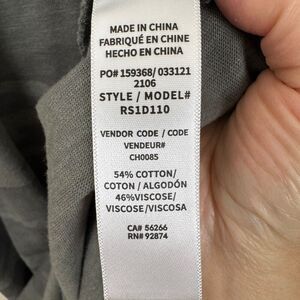 MADE IN CHINA
FABRIQUÉ EN CHINE
HECHO EN CHINA
PO# 159368/ 033121
2106
STYLE / MODEL#
RS1D110
VENDOR CODE / CODE
VENDEUR#
CH0085
54% COTTON/
COTON / ALGODÓN
46%VISCOSE/
VISCOSE/VISCOSA
CA# 56266
RN# 92874